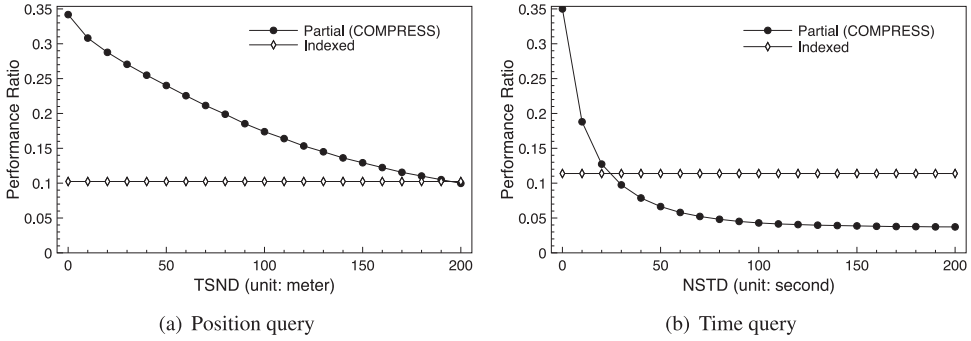 0.35
0.3
0.25
0.2
0.15
0.1
0.05
0
Performance Ratio
Partial (COMPRESS)
Indexed
0 50 100 150 200
TSND (unit: meter)
(a) Position query
0.35
0.3
0.25
0.2
0.15
0.1
0.05
0
Performance Ratio
Partial (COMPRESS)
Indexed
0 50 100 150 200
NSTD (unit: second)
(b) Time query